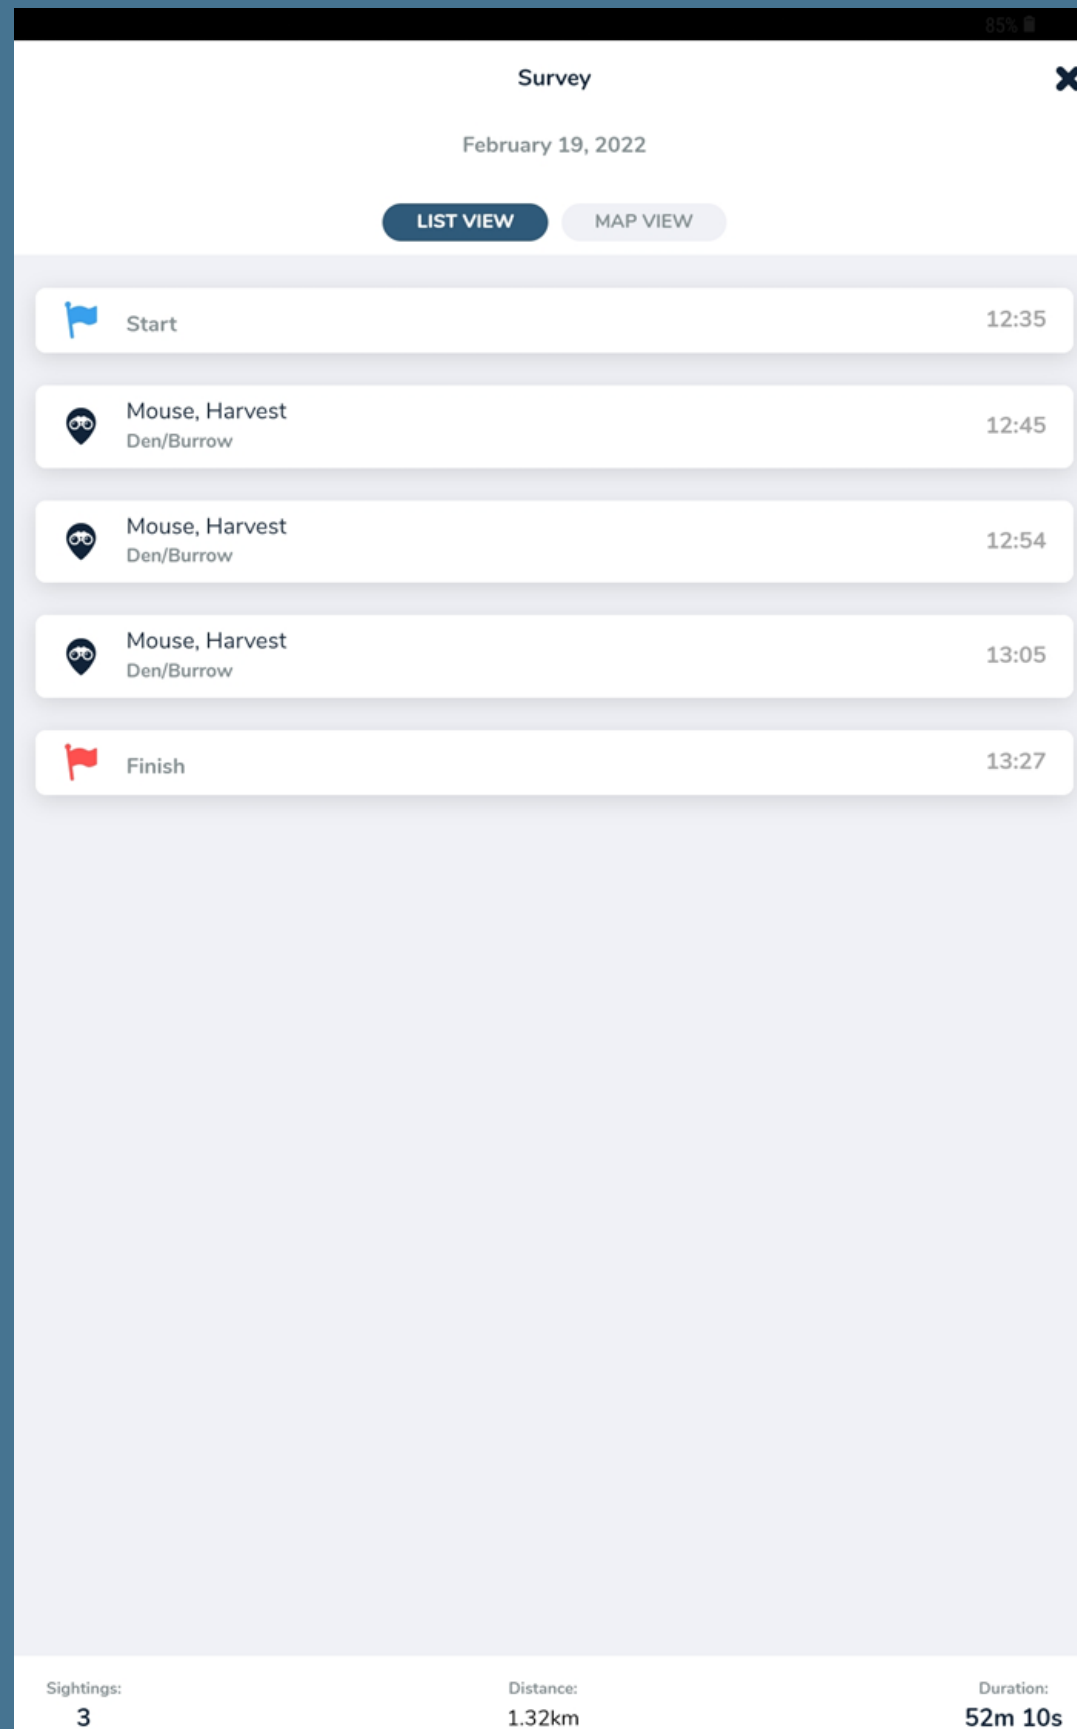 85%
Survey
February 19, 2022
LIST VIEW MAP VIEW
Start 12:35
Mouse, Harvest
Den/Burrow 12:45
Mouse, Harvest
Den/Burrow 12:54
Mouse, Harvest
Den/Burrow 13:05
Finish 13:27
Sightings: Distance: Duration:
3 1.32km 52m 10s